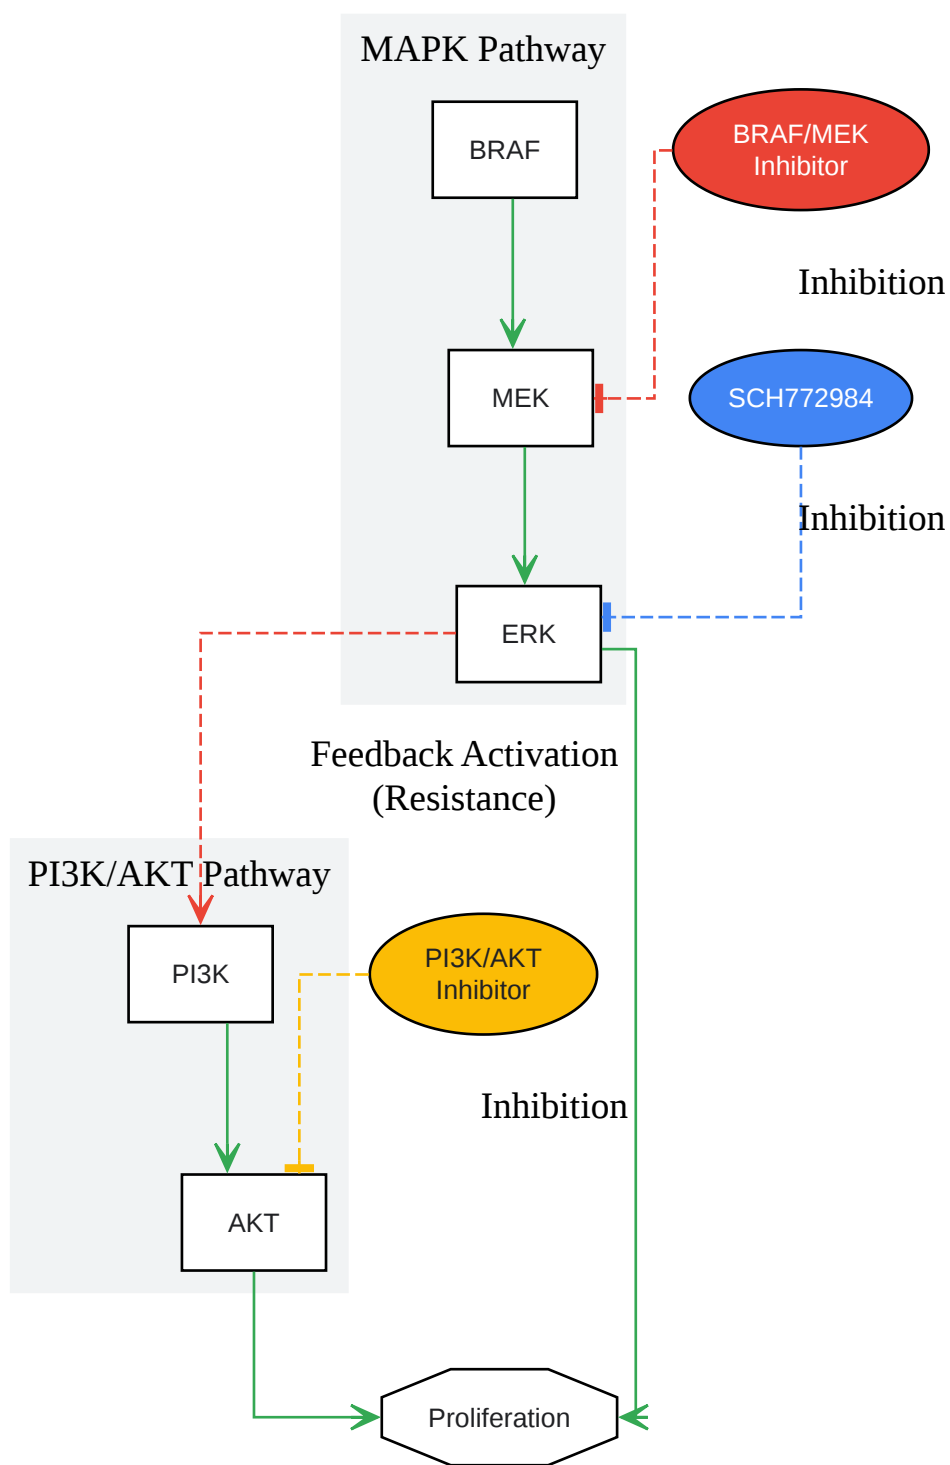 MAPK Pathway
BRAF
BRAF/MEK
Inhibitor
Inhibition
MEK
SCH772984
Inhibition
ERK
Feedback Activation
(Resistance)
PI3K/AKT Pathway
PI3K
PI3K/AKT
Inhibitor
Inhibition
AKT
Proliferation